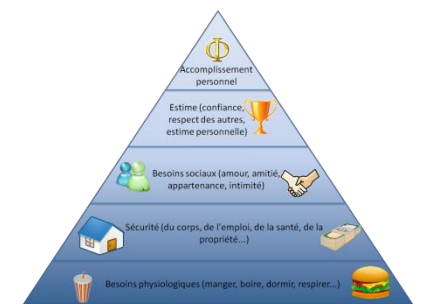 Φ
Accomplissement
personnel
Estime (confiance,
respect des autres,
estime personnelle)
Besoins sociaux (amour, amitié,
appartenance, intimité)
Sécurité (du corps, de l'emploi, de la santé, de la
propriété...)
Besoins physiologiques (manger, boire, dormir, respirer...)